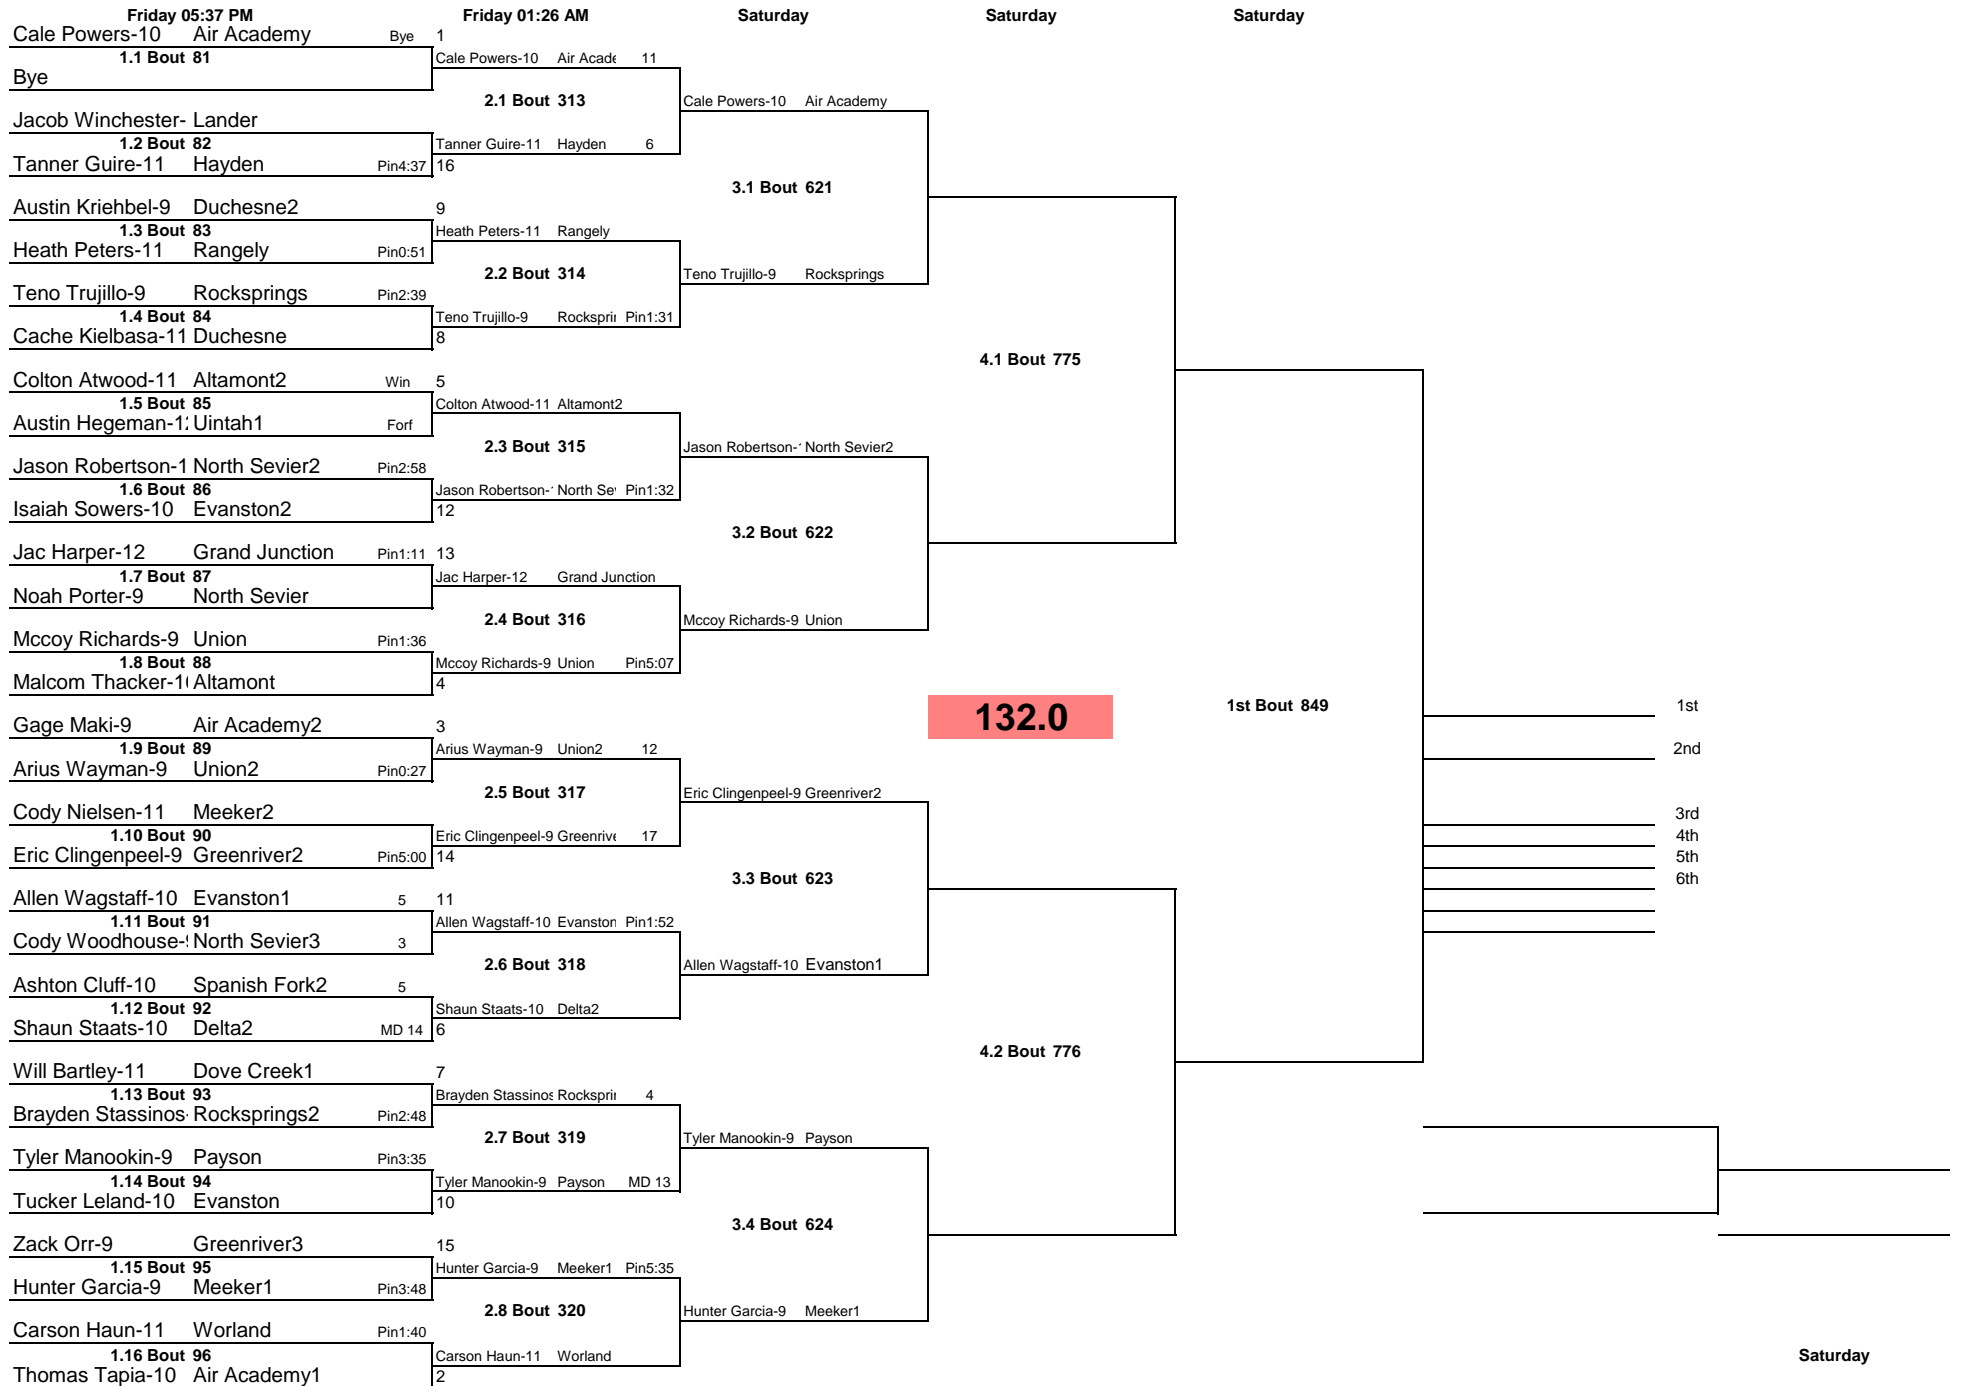 Friday 05:37 PM Friday 01:26 AM Saturday Saturday Saturday
Cale Powers-10 Air Academy Bye 1
1.1 Bout 81 Cale Powers-10 Air Acade 11
Bye
2.1 Bout 313 Cale Powers-10 Air Academy
Jacob Winchester- Lander
1.2 Bout 82 Tanner Guire-11 Hayden 6
Tanner Guire-11 Hayden Pin4:37 16
3.1 Bout 621
Austin Kriehbel-9 Duchesne2 9
1.3 Bout 83 Heath Peters-11 Rangely
Heath Peters-11 Rangely Pin0:51
2.2 Bout 314 Teno Trujillo-9 Rocksprings
Teno Trujillo-9 Rocksprings Pin2:39
1.4 Bout 84 Teno Trujillo-9 Rockspri Pin1:31
Cache Kielbasa-11 Duchesne 8
4.1 Bout 775
Colton Atwood-11 Altamont2 Win 5
1.5 Bout 85 Colton Atwood-11 Altamont2
Austin Hegeman-12 Uintah1 Forf
2.3 Bout 315 Jason Robertson- North Sevier2
Jason Robertson-1 North Sevier2 Pin2:58
1.6 Bout 86 Jason Robertson- North Se Pin1:32
Isaiah Sowers-10 Evanston2 12
3.2 Bout 622
Jac Harper-12 Grand Junction Pin1:11 13
1.7 Bout 87 Jac Harper-12 Grand Junction
Noah Porter-9 North Sevier
2.4 Bout 316 Mccoy Richards-9 Union
Mccoy Richards-9 Union Pin1:36
1.8 Bout 88 Mccoy Richards-9 Union Pin5:07
Malcom Thacker-1 Altamont 4
132.0 1st Bout 849 1st
Gage Maki-9 Air Academy2 3
1.9 Bout 89 Arius Wayman-9 Union2 12 2nd
Arius Wayman-9 Union2 Pin0:27
2.5 Bout 317 Eric Clingenpeel-9 Greenriver2
Cody Nielsen-11 Meeker2 3rd
1.10 Bout 90 Eric Clingenpeel-9 Greenrive 17 4th
Eric Clingenpeel-9 Greenriver2 Pin5:00 14 5th
3.3 Bout 623 6th
Allen Wagstaff-10 Evanston1 5 11
1.11 Bout 91 Allen Wagstaff-10 Evanston Pin1:52
Cody Woodhouse- North Sevier3 3
2.6 Bout 318 Allen Wagstaff-10 Evanston1
Ashton Cluff-10 Spanish Fork2 5
1.12 Bout 92 Shaun Staats-10 Delta2
Shaun Staats-10 Delta2 MD 14 6
4.2 Bout 776
Will Bartley-11 Dove Creek1 7
1.13 Bout 93 Brayden Stassinos Rockspri 4
Brayden Stassinos- Rocksprings2 Pin2:48
2.7 Bout 319 Tyler Manookin-9 Payson
Tyler Manookin-9 Payson Pin3:35
1.14 Bout 94 Tyler Manookin-9 Payson MD 13
Tucker Leland-10 Evanston 10
3.4 Bout 624
Zack Orr-9 Greenriver3 15
1.15 Bout 95 Hunter Garcia-9 Meeker1 Pin5:35
Hunter Garcia-9 Meeker1 Pin3:48
2.8 Bout 320 Hunter Garcia-9 Meeker1
Carson Haun-11 Worland Pin1:40
1.16 Bout 96 Carson Haun-11 Worland Saturday
Thomas Tapia-10 Air Academy1 2